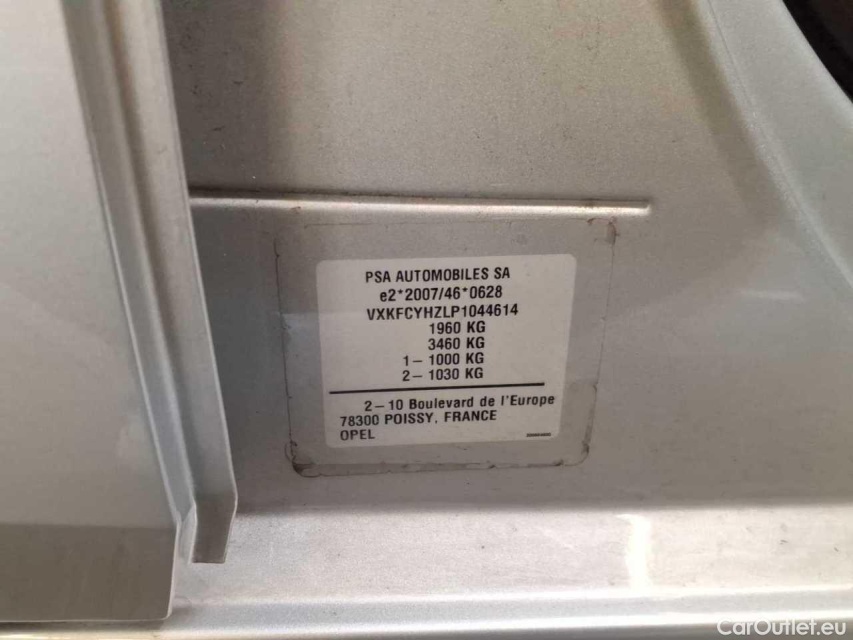 PSA AUTOMOBILES SA
e2*2007/46*0628
VXKFCYHZLP1044614
1960 KG
3460 KG
1– 1000 KG
2– 1030 KG
2–10 Boulevard de l'Europe
78300 POISSY, FRANCE
OPEL
CarOutlet.eu